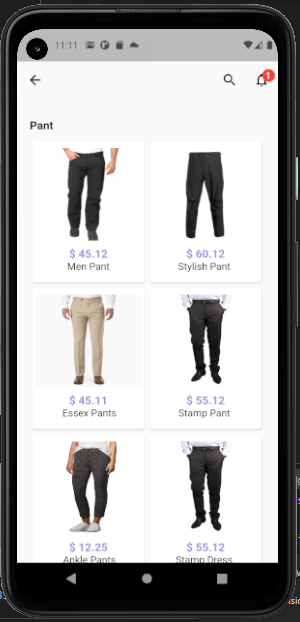 11:11
1
Pant
$ 45.12
$ 60.12
Men Pant
Stylish Pant
$ 45.11
$ 55.12
Essex Pants
Stamp Pant
$ 12.25
$ 55.12
Ankle Pants
Stamp Dress